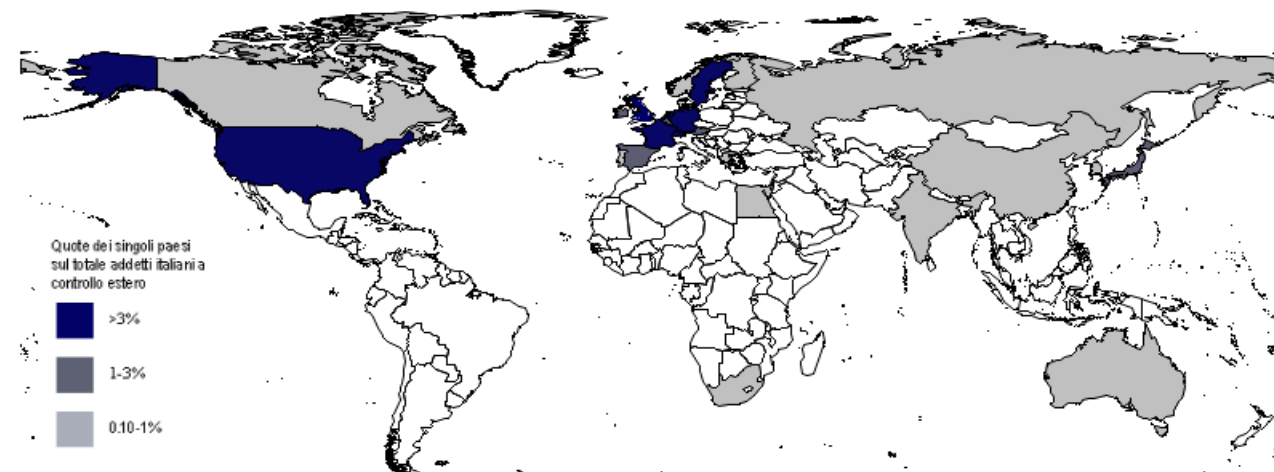 Quote dei singoli paesi
sul totale addetti italiani a
controllo estero
>3%
1-3%
0.10-1%